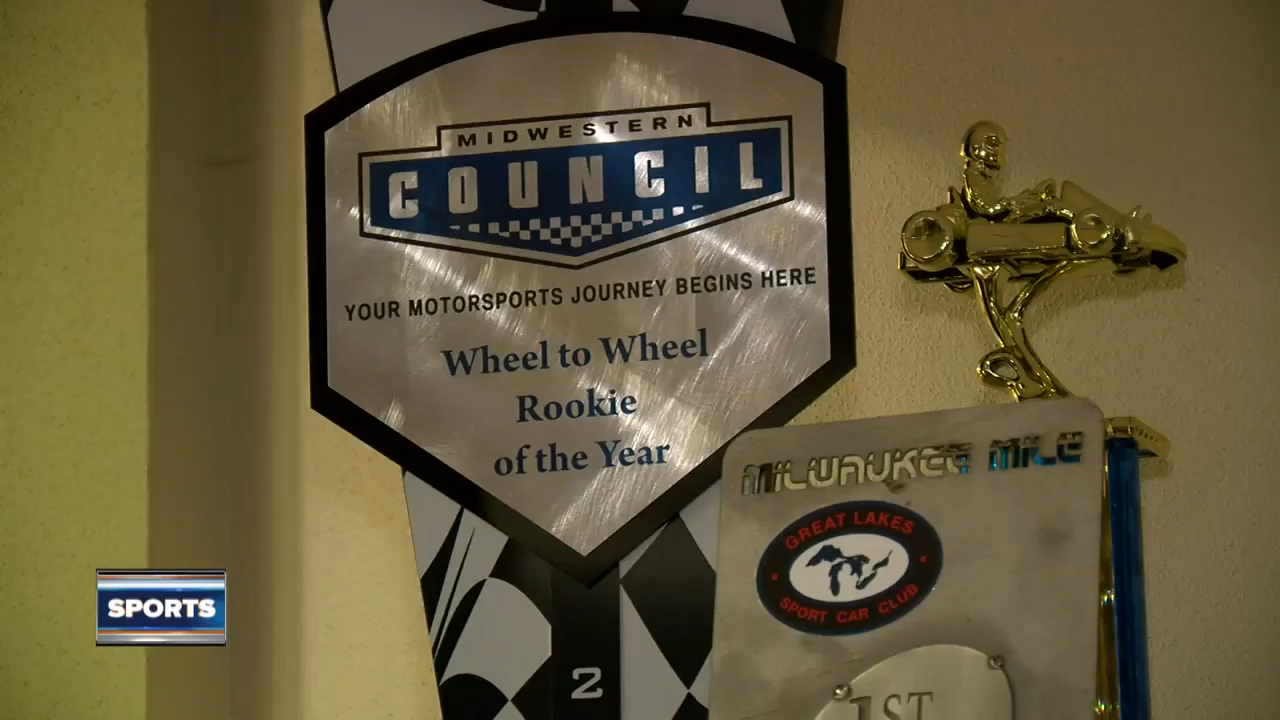 MIDWESTERN
COUNCIL
YOUR MOTORSPORTS JOURNEY BEGINS HERE
Wheel to Wheel
Rookie
of the Year
MILWAUKEE MILE
GREAT LAKES
SPORT CAR CLUB
SPORTS
2
1ST